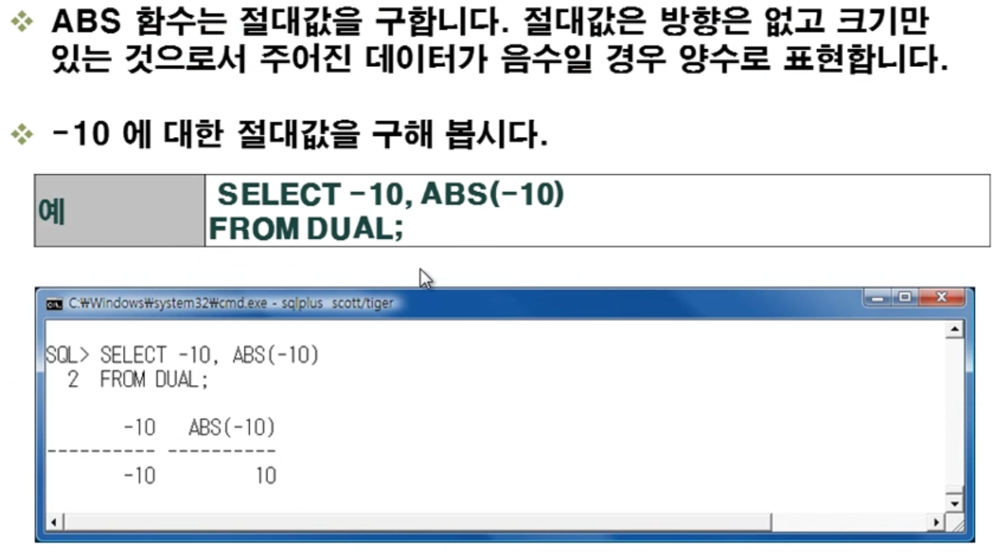 ❖ ABS 함수는 절대값을 구합니다. 절대값은 방향은 없고 크기만
있는 것으로서 주어진 데이터가 음수일 경우 양수로 표현합니다.
❖ -10 에 대한 절대값을 구해 봅시다.
예
SELECT -10, ABS(-10)
FROM DUAL;
C:₩Windows₩system32₩cmd.exe - sqlplus scott/tiger
SQL> SELECT -10, ABS(-10)
2 FROM DUAL;
-10 ABS(-10)
---------- ----------
-10 10